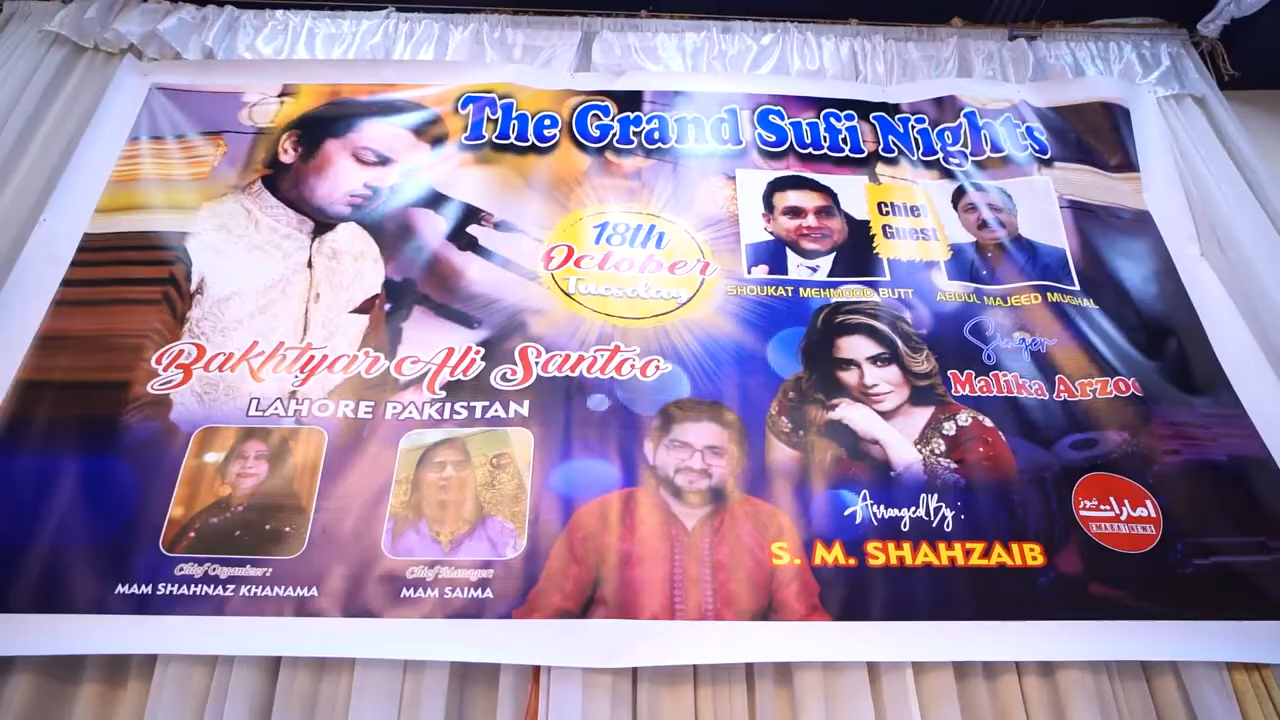 The Grand Sufi Nights
18th
October
Tuesday
Chief
Guest
SHOUKAT MEHMOOD BUTT
ABDUL MAJEED MUGHAL
Bakhtyar Ali Santoo
LAHORE PAKISTAN
Singer
Malika Arzoo
Chief Organizer:
MAM SHAHNAZ KHANAMA
Chief Manager:
MAM SAIMA
Arranged By:
S. M. SHAHZAIB
امارات نیوز
EMARAT NEWS